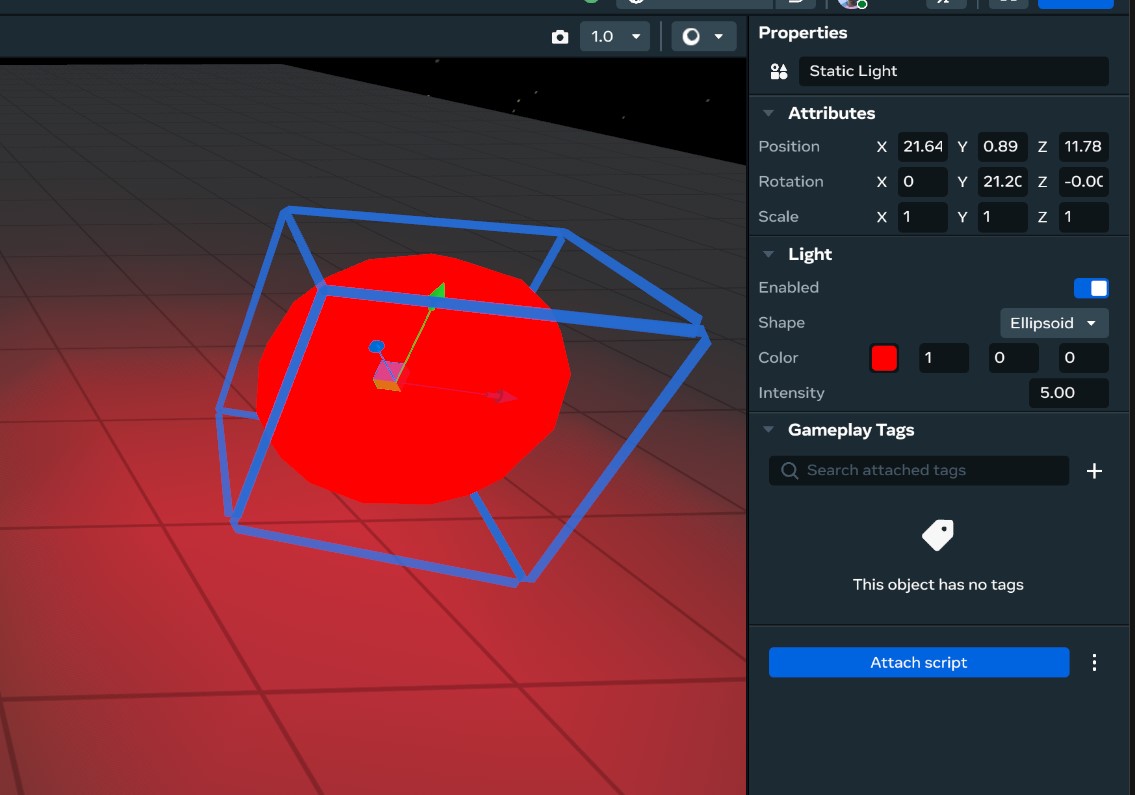 1.0
Properties
Static Light
Attributes
Position X 21.64 Y 0.89 Z 11.78
Rotation X 0 Y 21.20 Z -0.00
Scale X 1 Y 1 Z 1
Light
Enabled
Shape Ellipsoid
Color 1 0 0
Intensity 5.00
Gameplay Tags
Search attached tags
This object has no tags
Attach script